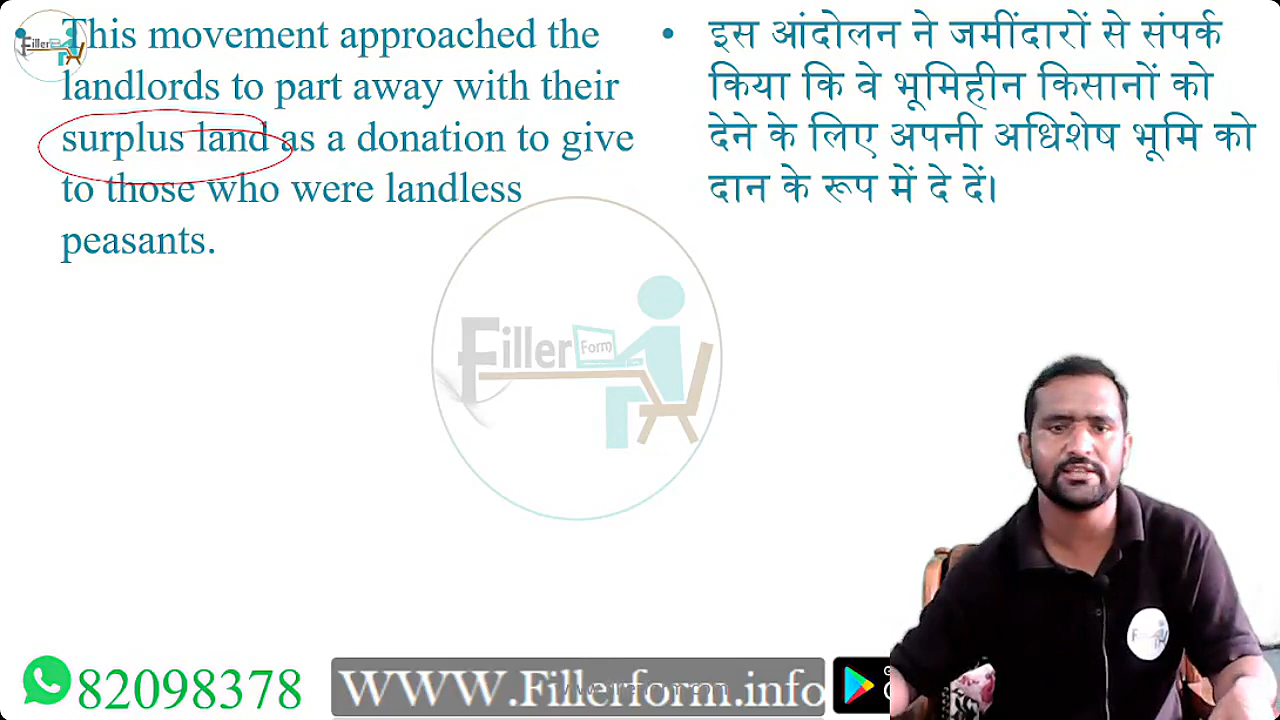 This movement approached the
landlords to part away with their
surplus land as a donation to give
to those who were landless
peasants.
इस आंदोलन ने जमींदारों से संपर्क
किया कि वे भूमिहीन किसानों को
देने के लिए अपनी अधिशेष भूमि को
दान के रूप में दे दें।
Filler Form
82098378
WWW.Fillerform.info